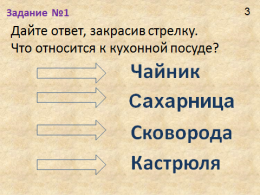 Задание №1
3
Дайте ответ, закрасив стрелку.
Что относится к кухонной посуде?
Чайник
Сахарница
Сковорода
Кастрюля